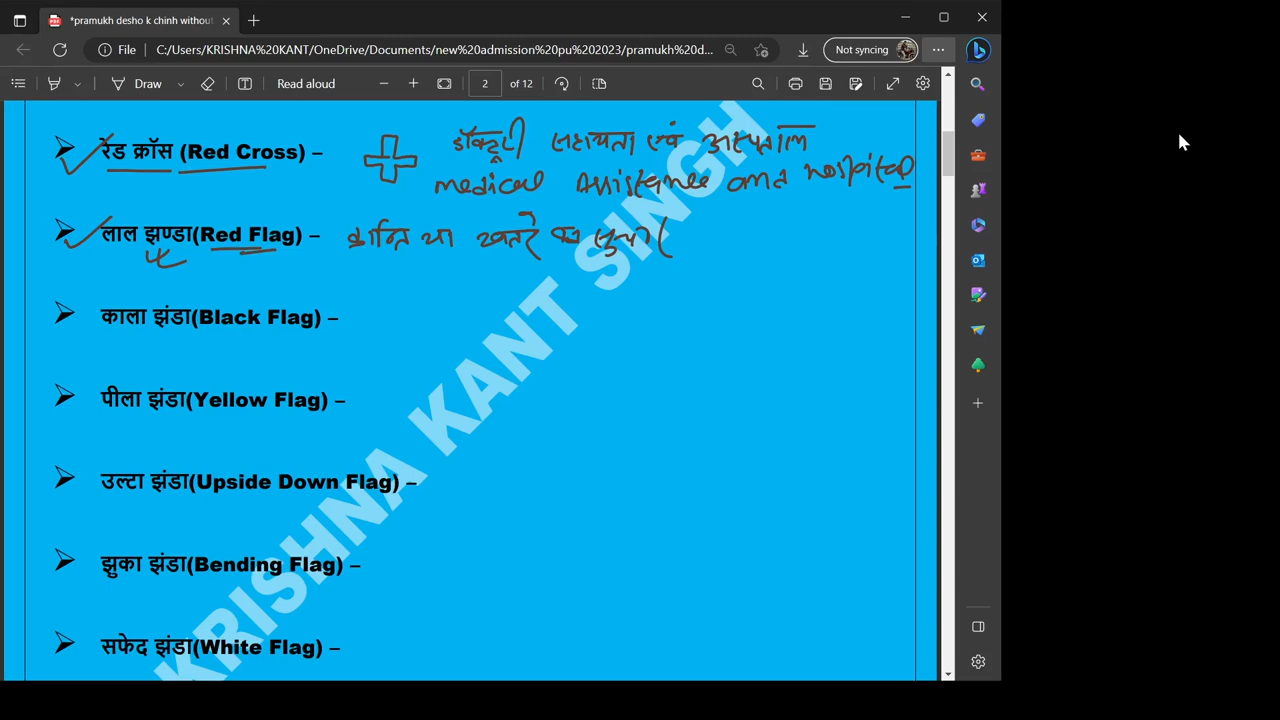 *pramukh desho k chinh without
File C:/Users/KRISHNA%20KANT/OneDrive/Documents/new%20admission%20pu%202023/pramukh%20d... Not syncing
Draw Read aloud 2 of 12
रेड क्रॉस (Red Cross) – डॉक्टरी सहायता एवं अस्पताल
medical Assistance and hospital
लाल झण्डा(Red Flag) – क्रान्ति या खतरे का सूचक
काला झंडा(Black Flag) –
पीला झंडा(Yellow Flag) –
उल्टा झंडा(Upside Down Flag) –
झुका झंडा(Bending Flag) –
सफेद झंडा(White Flag) –
KRISHNA KANT SINGH